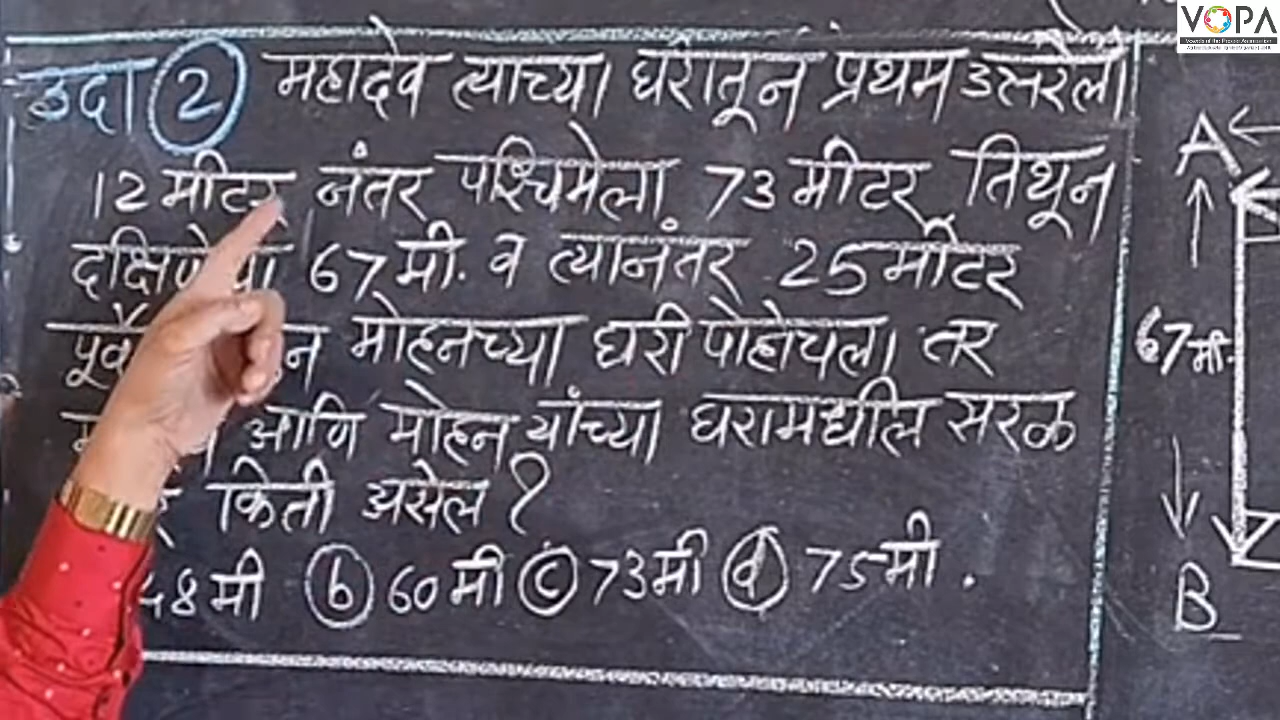 VOPA
उदा 2 महादेव त्याच्या घरातून प्रथम उत्तरेला
12 मीटर नंतर पश्चिमेला 73 मीटर तिथून
67 मी. व त्यानंतर 25 मीटर
मोहनच्या घरी पोहोचला तर
आणि मोहन यांच्या घरामधील सरळ
किती असेल ?
48 मी b 60 मी c 73 मी d 75 मी .
A
67 मी.
B